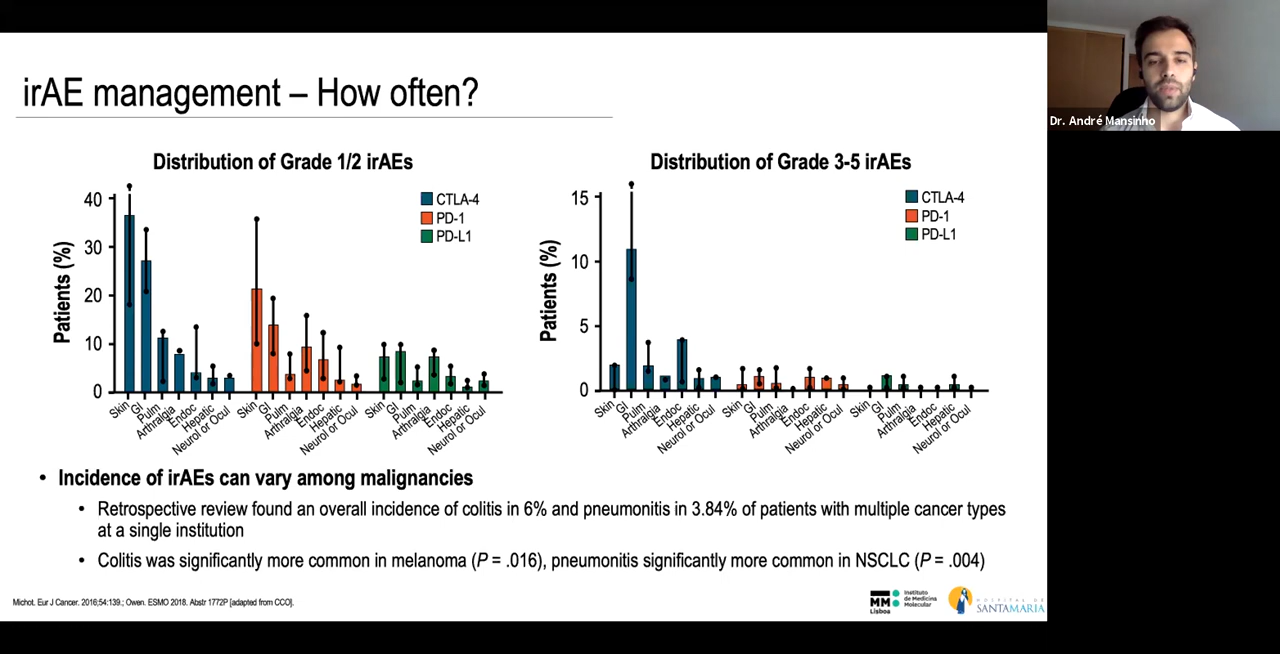 irAE management – How often?
Dr. André Mansinho
Distribution of Grade 1/2 irAEs
Patients (%)
40
30
20
10
0
CTLA-4
PD-1
PD-L1
Skin
GI
Pulm
Arthralgia
Endoc
Hepatic
Neurol or Ocul
Skin
GI
Pulm
Arthralgia
Endoc
Hepatic
Neurol or Ocul
Skin
GI
Pulm
Arthralgia
Endoc
Hepatic
Neurol or Ocul
Distribution of Grade 3-5 irAEs
Patients (%)
15
10
5
0
CTLA-4
PD-1
PD-L1
Skin
GI
Pulm
Arthralgia
Endoc
Hepatic
Neurol or Ocul
Skin
GI
Pulm
Arthralgia
Endoc
Hepatic
Neurol or Ocul
Skin
GI
Pulm
Arthralgia
Endoc
Hepatic
Neurol or Ocul
• Incidence of irAEs can vary among malignancies
• Retrospective review found an overall incidence of colitis in 6% and pneumonitis in 3.84% of patients with multiple cancer types
at a single institution
• Colitis was significantly more common in melanoma (P = .016), pneumonitis significantly more common in NSCLC (P = .004)
Michot. Eur J Cancer. 2016;54:139.; Owen. ESMO 2018. Abstr 1772P [adapted from CCO].
MM
Lisboa
Instituto
de Medicina
Molecular
HOSPITAL DE
SANTAMARIA